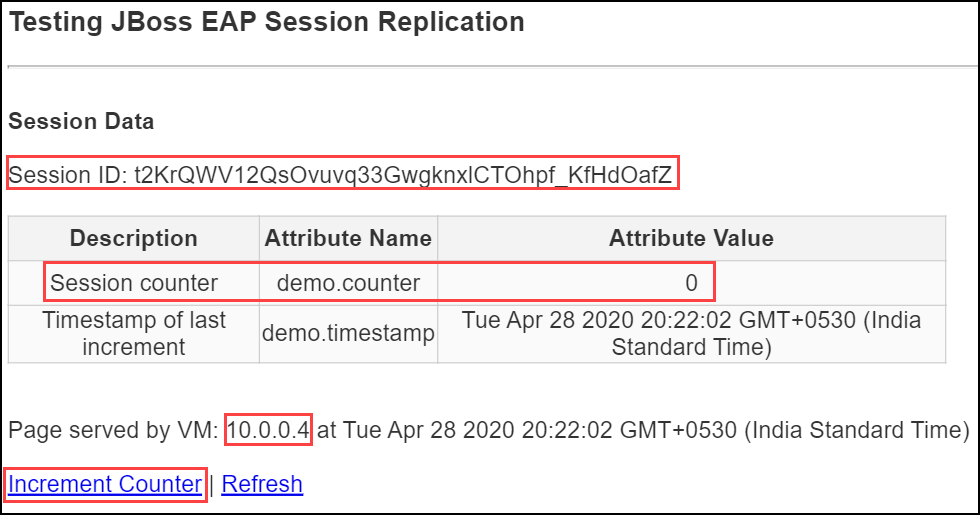 Testing JBoss EAP Session Replication
Session Data
Session ID: t2KrQWV12QsOvuvq33GwgknxlCTOhpf_KfHdOafZ
Description Attribute Name Attribute Value
Session counter demo.counter 0
Timestamp of last increment demo.timestamp Tue Apr 28 2020 20:22:02 GMT+0530 (India Standard Time)
Page served by VM: 10.0.0.4 at Tue Apr 28 2020 20:22:02 GMT+0530 (India Standard Time)
Increment Counter | Refresh